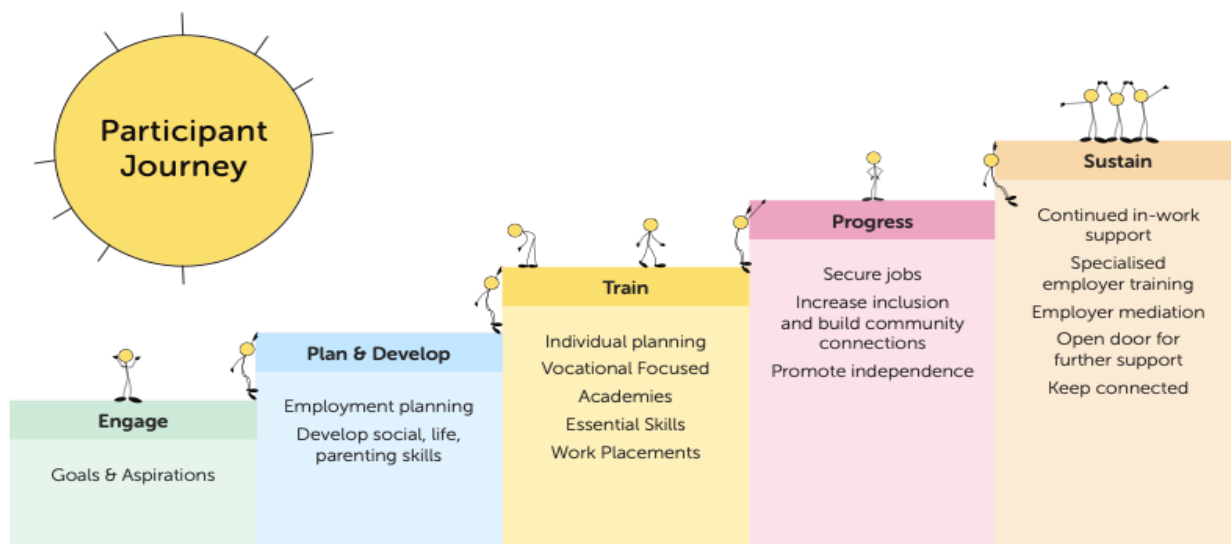 Participant
Journey
Engage
Goals & Aspirations
Plan & Develop
Employment planning
Develop social, life,
parenting skills
Train
Individual planning
Vocational Focused
Academies
Essential Skills
Work Placements
Progress
Secure jobs
Increase inclusion
and build community
connections
Promote independence
Sustain
Continued in-work
support
Specialised
employer training
Employer mediation
Open door for
further support
Keep connected